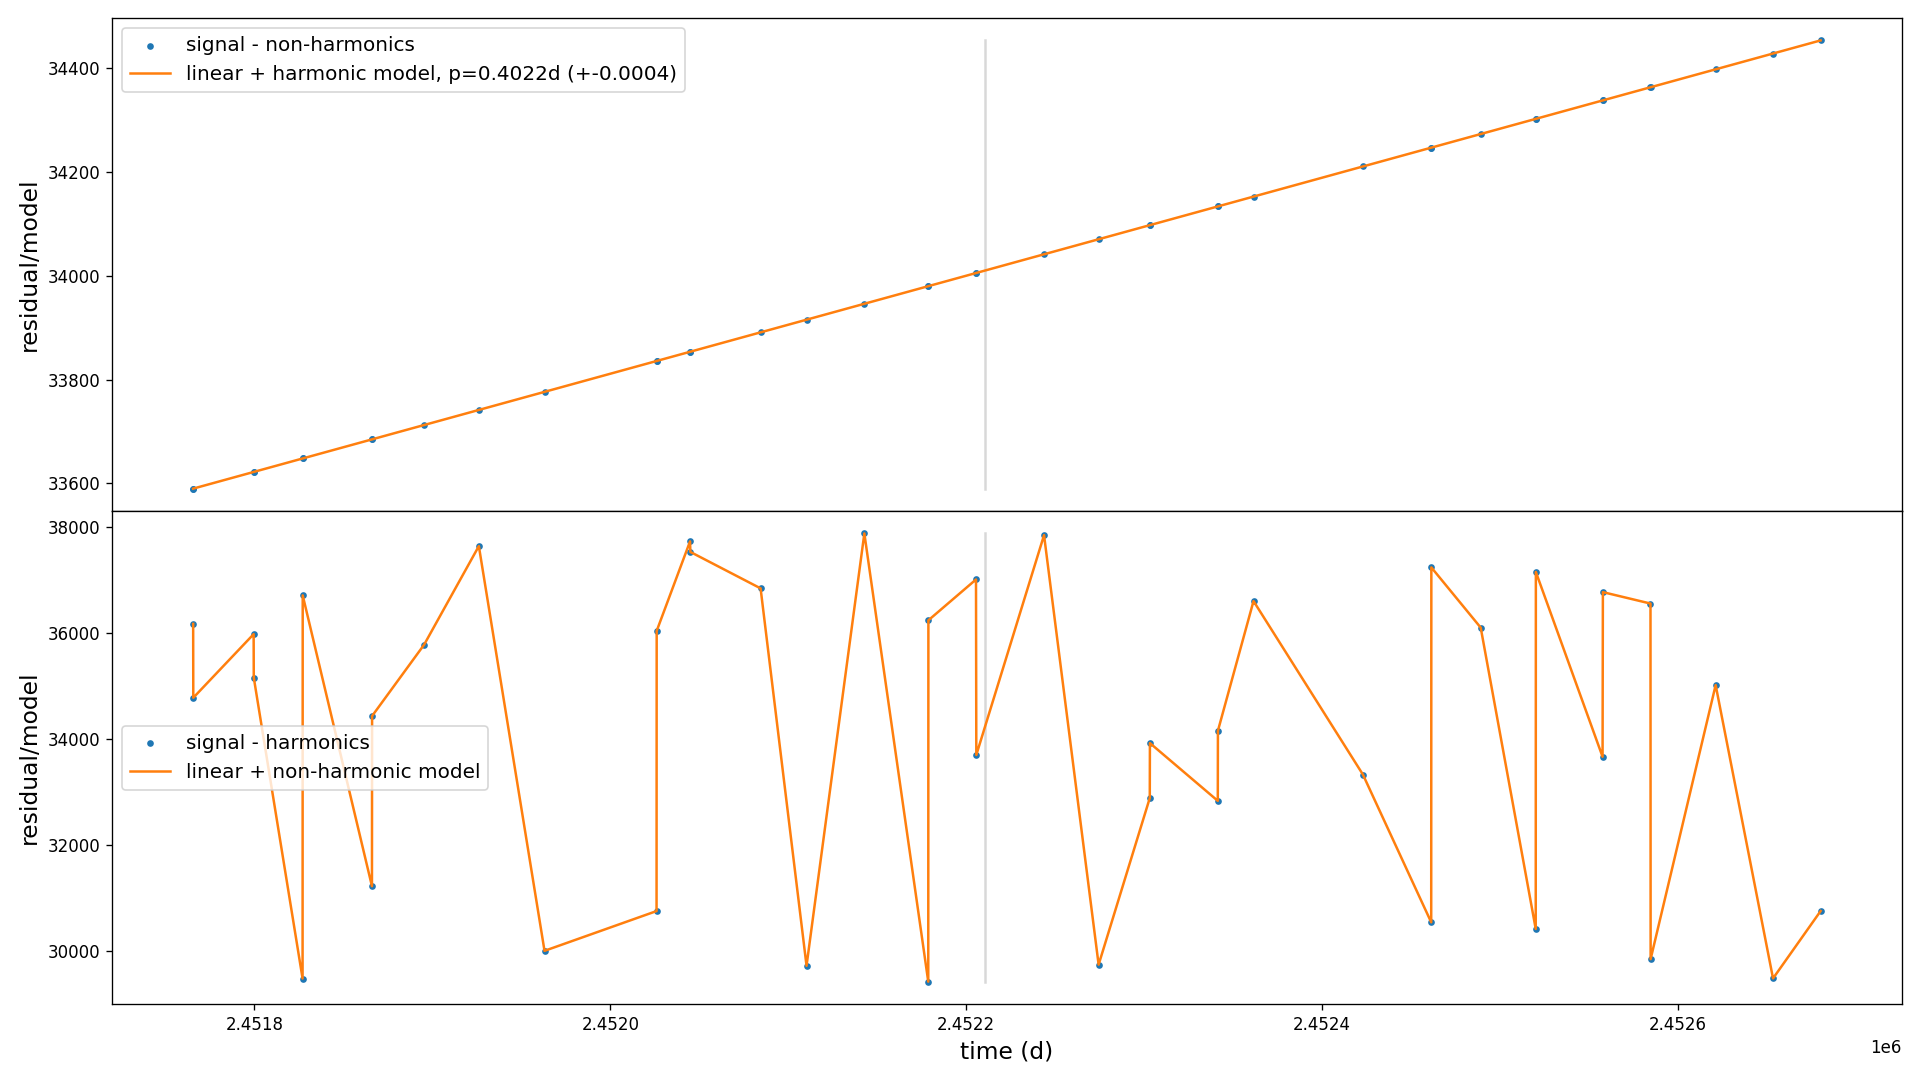 signal - non-harmonics
linear + harmonic model, p=0.4022d (+-0.0004)
34400
34200
34000
33800
33600
residual/model
38000
36000
34000
32000
30000
residual/model
signal - harmonics
linear + non-harmonic model
2.4518
2.4520
2.4522
2.4524
2.4526
time (d)
1e6